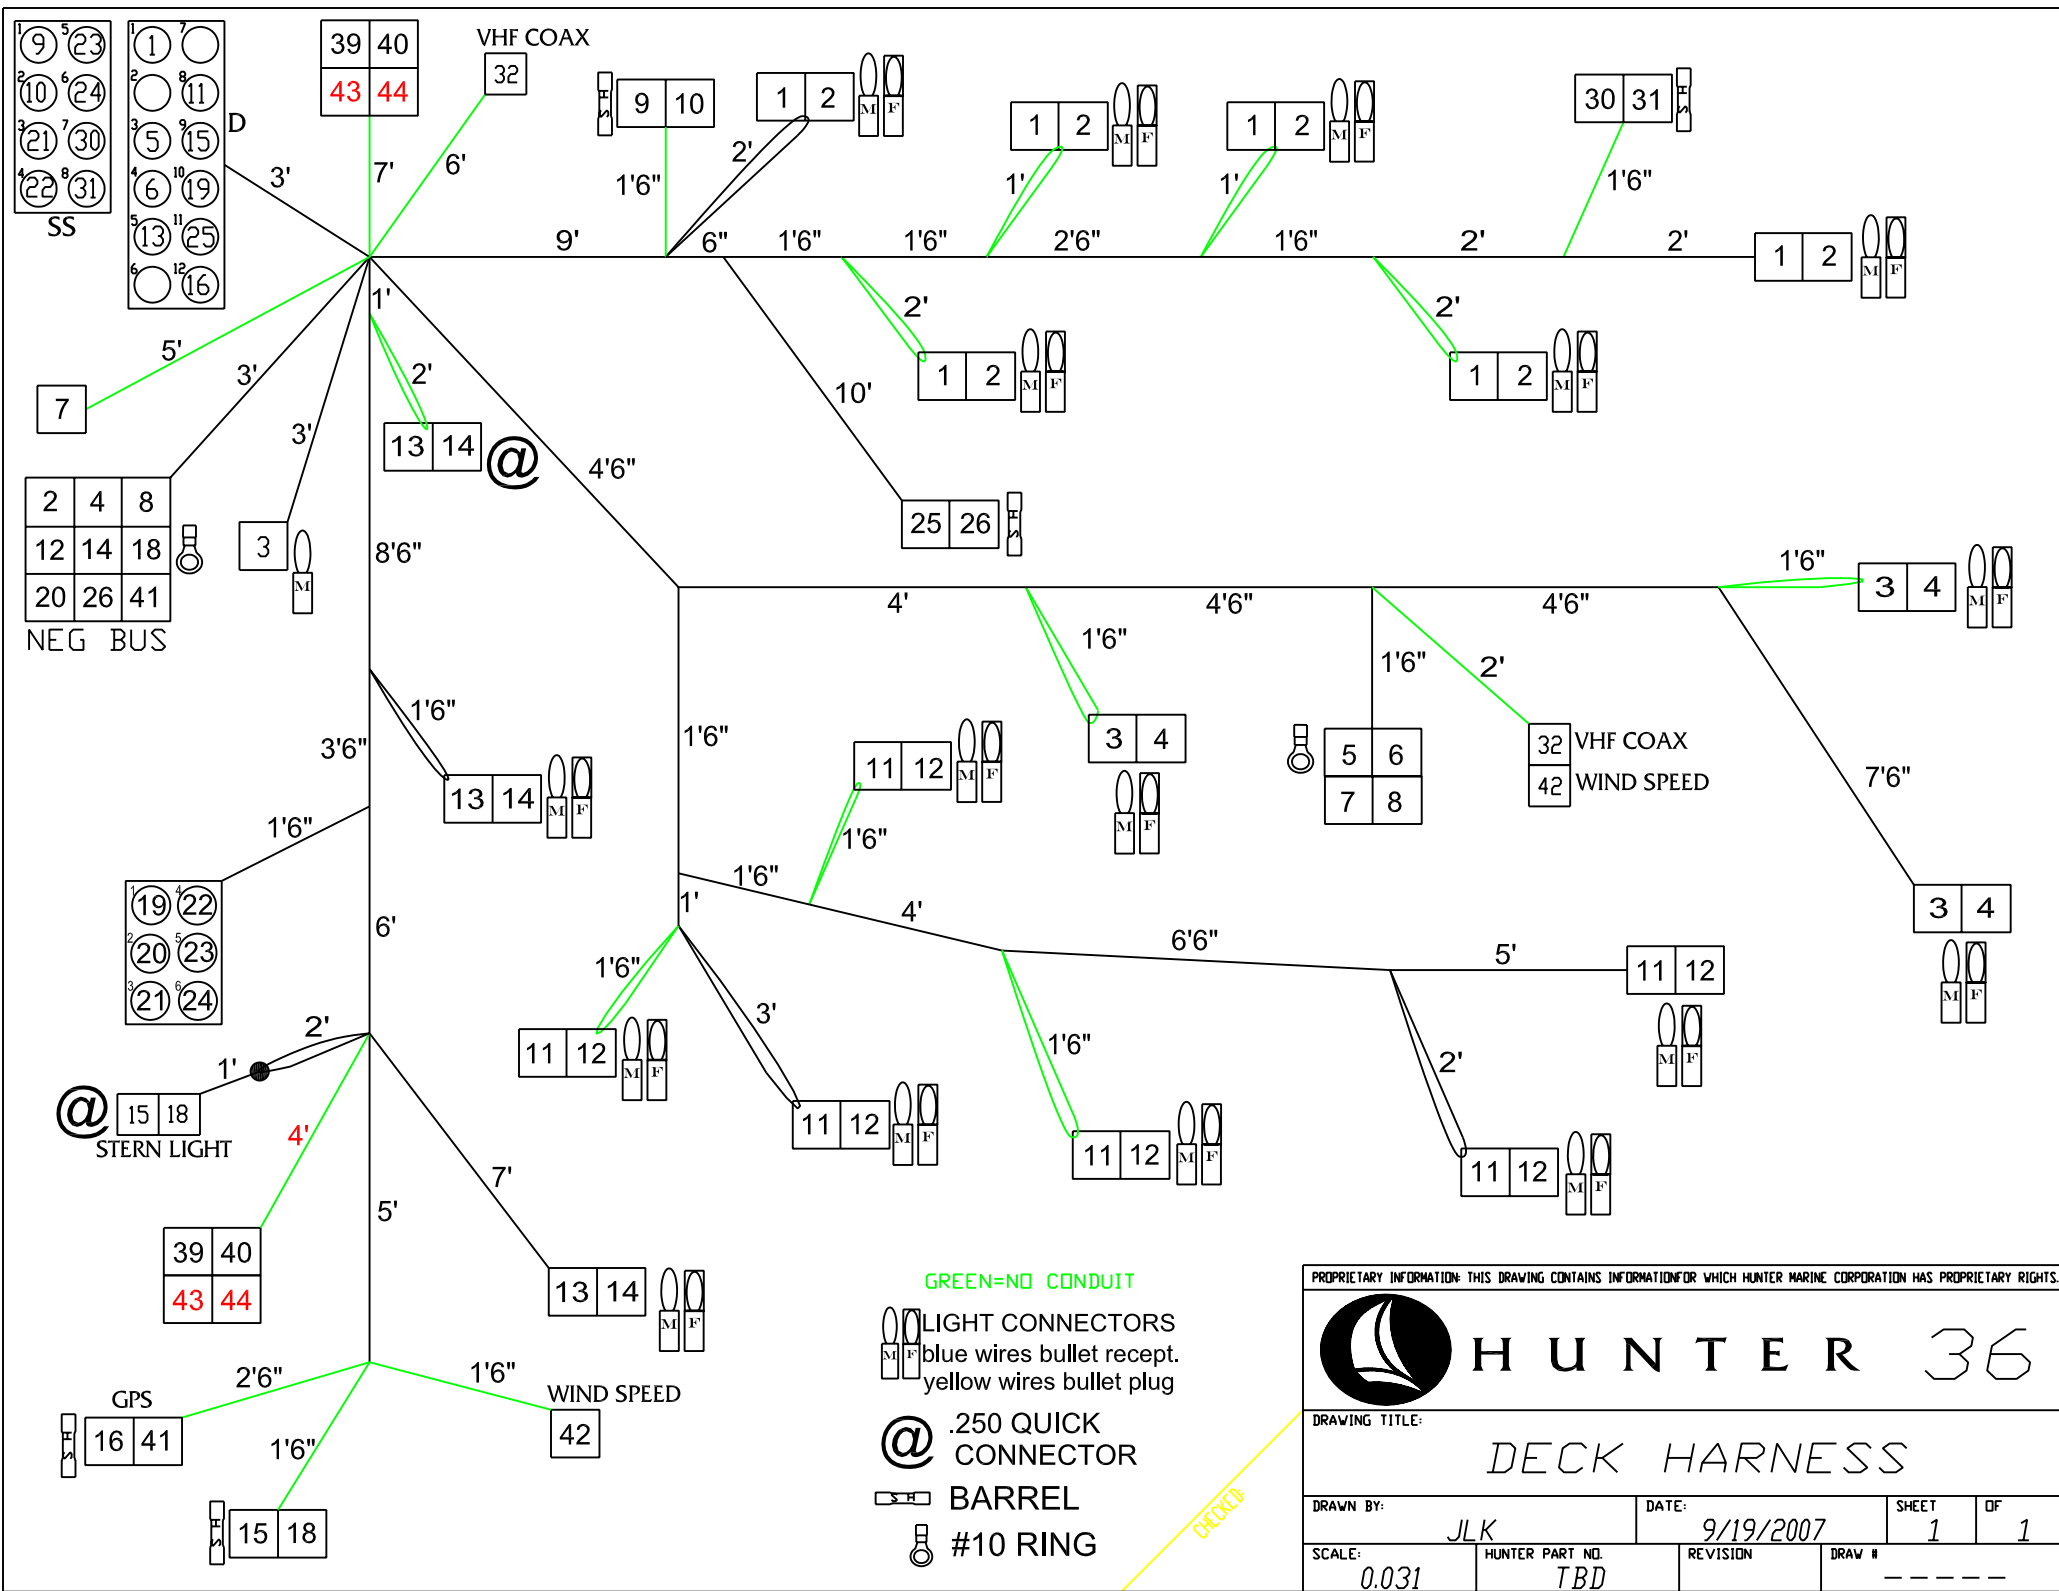 1 9 5 23
2 10 6 24
3 21 7 30
4 22 8 31
SS
1 1 7
2 8 11
3 5 9 15
4 6 10 19
5 13 11 25
6 12 16
D
39 40
43 44
VHF COAX
32
9 10
S H
1 2
M F
1 2
M F
1 2
M F
30 31
S H
3'
7'
6'
1'6"
2'
1'
1'
1'6"
9'
6"
1'6"
1'6"
2'6"
1'6"
2'
2'
1 2
M F
2'
1 2
M F
2'
1 2
M F
5'
7
3'
3'
1'
2'
13 14
@
4'6"
10'
25 26
S H
2 4 8
12 14 18
20 26 41
NEG BUS
3
M
8'6"
4'
4'6"
4'6"
1'6"
3 4
M F
1'6"
3 4
M F
1'6"
2'
5 6
7 8
32 VHF COAX
42 WIND SPEED
7'6"
3 4
M F
1'6"
13 14
M F
3'6"
1'6"
1'6"
11 12
M F
1'6"
1 19 4 22
2 20 5 23
3 21 6 24
6'
1'6"
1'
4'
6'6"
5'
11 12
M F
1'6"
11 12
M F
3'
11 12
M F
1'6"
11 12
M F
2'
11 12
M F
2'
1'
@ 15 18
STERN LIGHT
4'
39 40
43 44
7'
13 14
M F
5'
2'6"
1'6"
GPS
16 41
S H
1'6"
15 18
S H
WIND SPEED
42
GREEN=NO CONDUIT
M F
LIGHT CONNECTORS
blue wires bullet recept.
yellow wires bullet plug
@ .250 QUICK
CONNECTOR
S H BARREL
#10 RING
CHECKED:
PROPRIETARY INFORMATION: THIS DRAWING CONTAINS INFORMATIONFOR WHICH HUNTER MARINE CORPORATION HAS PROPRIETARY RIGHTS.
HUNTER 36
DRAWING TITLE:
DECK HARNESS
DRAWN BY: JLK
DATE: 9/19/2007
SHEET 1
OF 1
SCALE: 0.031
HUNTER PART NO. TBD
REVISION
DRAW # -----